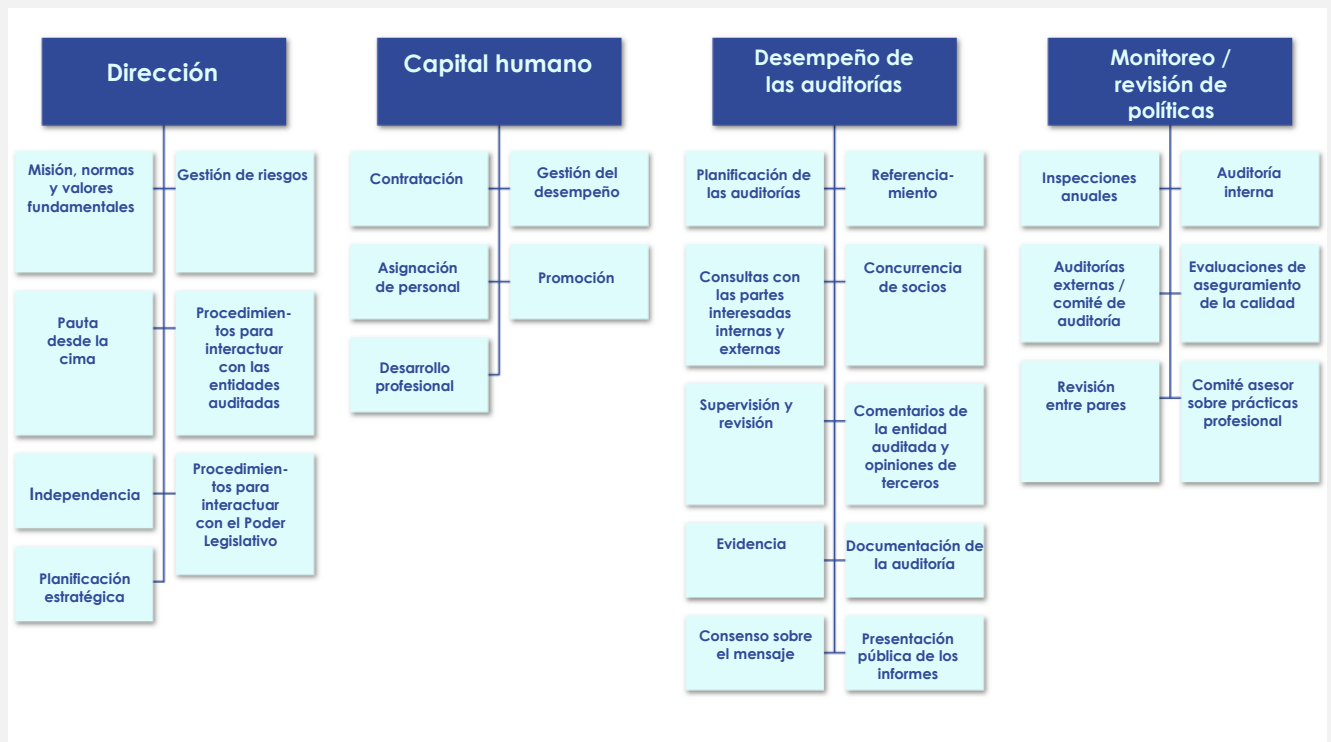 Dirección
Misión, normas
y valores
fundamentales
Gestión de riesgos
Pauta
desde la
cima
Procedimien-
tos para
interactuar
con las
entidades
auditadas
Independencia
Procedimien-
tos para
interactuar
con el Poder
Legislativo
Planificación
estratégica
Capital humano
Contratación
Gestión del
desempeño
Asignación
de personal
Promoción
Desarrollo
profesional
Desempeño de
las auditorías
Planificación de
las auditorías
Referencia-
miento
Consultas con
las partes
interesadas
internas y
externas
Concurrencia
de socios
Supervisión y
revisión
Comentarios de
la entidad
auditada y
opiniones de
terceros
Evidencia
Documentación de
la auditoría
Consenso sobre
el mensaje
Presentación
pública de los
informes
Monitoreo /
revisión de
políticas
Inspecciones
anuales
Auditoría
interna
Auditorías
externas /
comité de
auditoría
Evaluaciones de
aseguramiento
de la calidad
Revisión
entre pares
Comité asesor
sobre prácticas
profesional